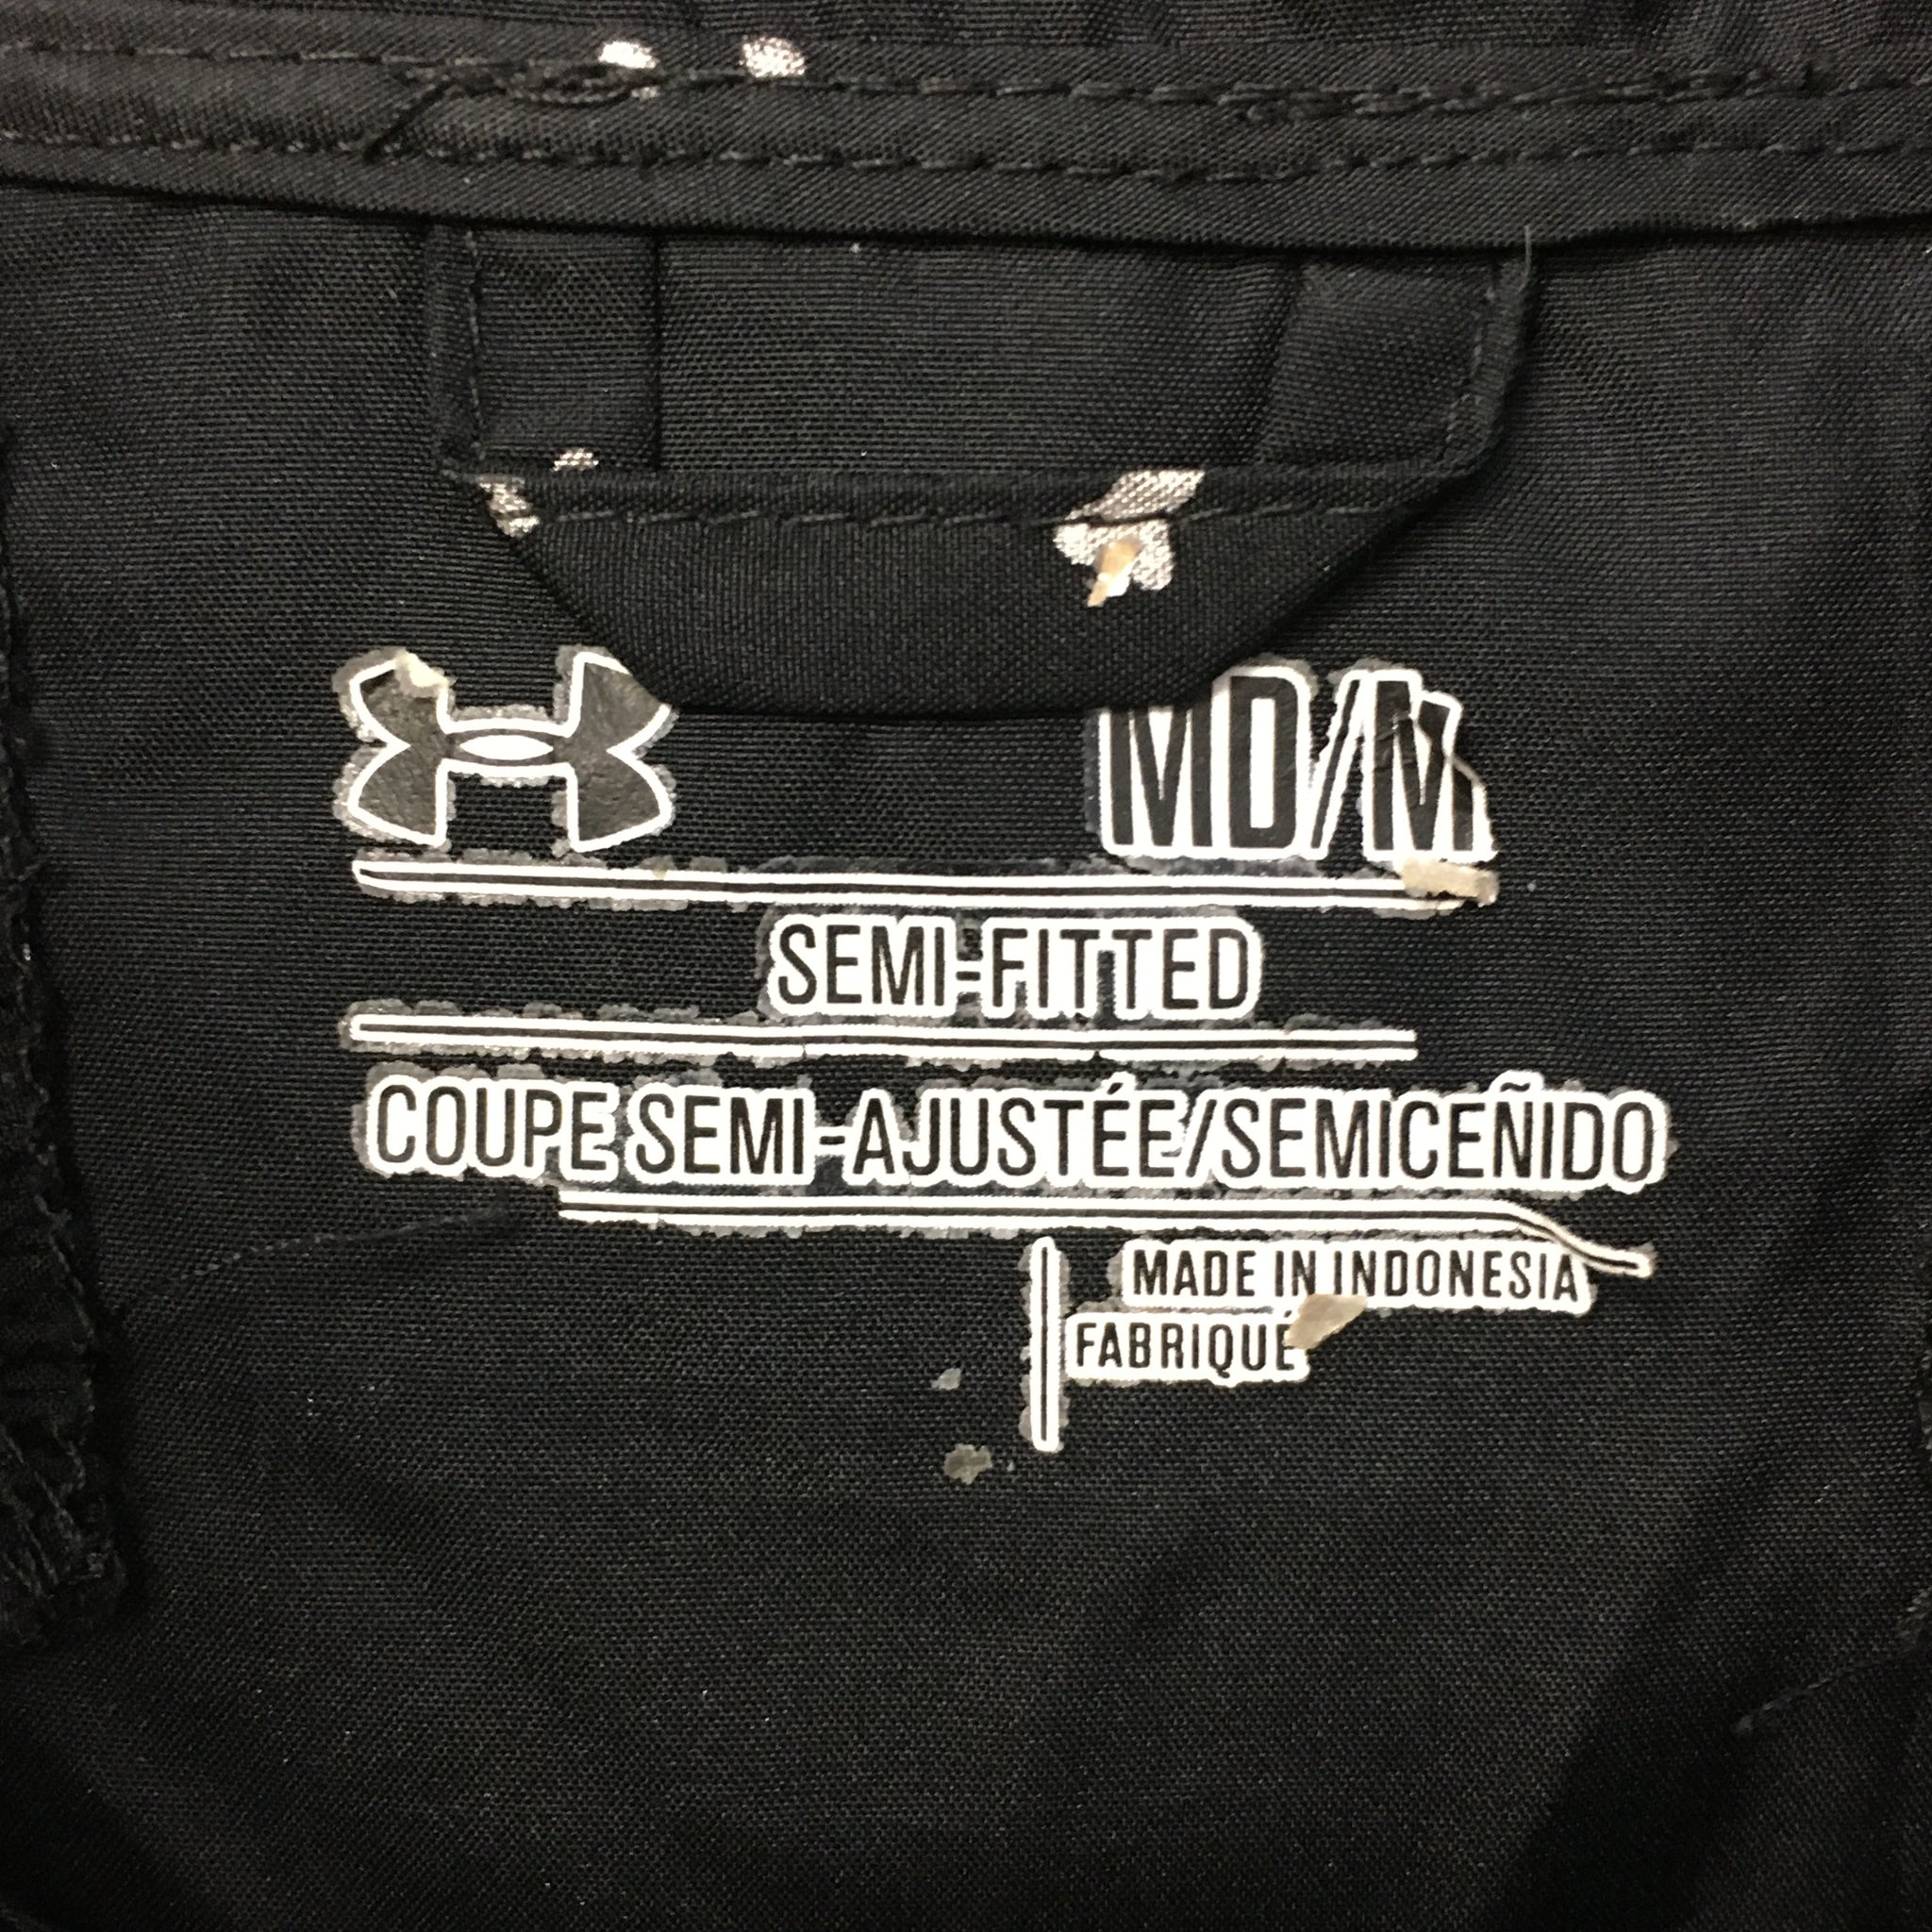 MD/M
SEMI-FITTED
COUPE SEMI-AJUSTÉE/SEMICEÑIDO
MADE IN INDONESIA
FABRIQUÉ